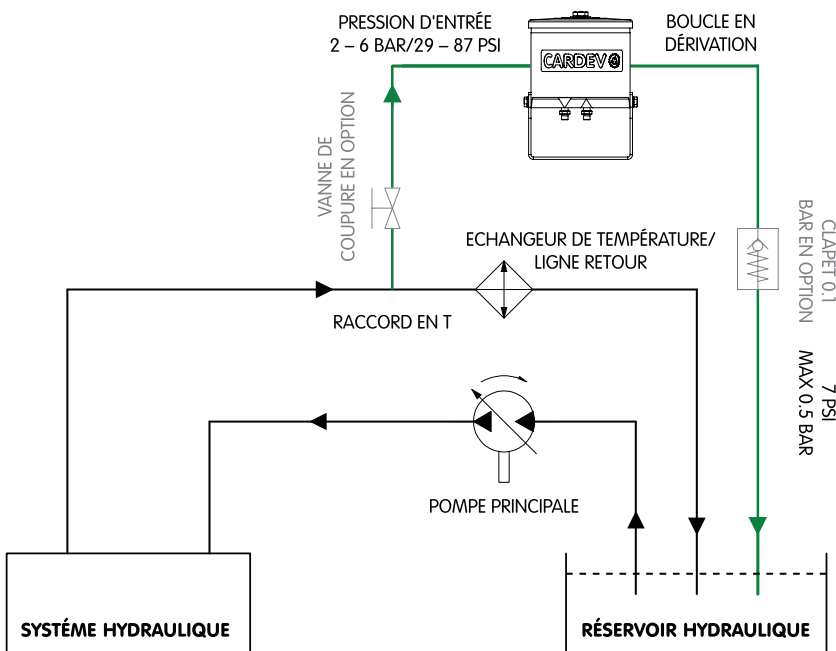 PRESSION D'ENTRÉE
2 – 6 BAR/29 – 87 PSI
BOUCLE EN
DÉRIVATION
CARDEV
VANNE DE
COUPURE EN OPTION
ECHANGEUR DE TEMPÉRATURE/
LIGNE RETOUR
CLAPET 0.1
BAR EN OPTION
RACCORD EN T
7 PSI
MAX 0.5 BAR
POMPE PRINCIPALE
SYSTÉME HYDRAULIQUE
RÉSERVOIR HYDRAULIQUE